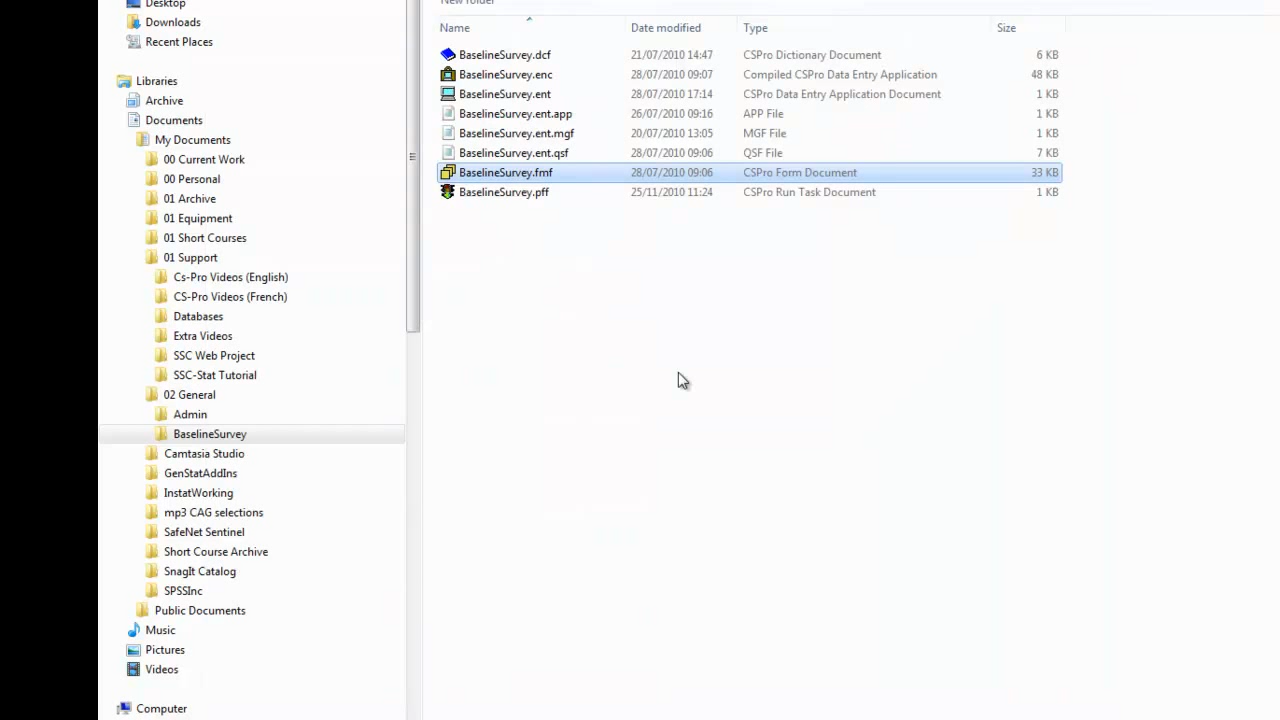 New folder
Desktop
Downloads
Recent Places
Libraries
Archive
Documents
My Documents
00 Current Work
00 Personal
01 Archive
01 Equipment
01 Short Courses
01 Support
Cs-Pro Videos (English)
CS-Pro Videos (French)
Databases
Extra Videos
SSC Web Project
SSC-Stat Tutorial
02 General
Admin
BaselineSurvey
Camtasia Studio
GenStatAddIns
InstatWorking
mp3 CAG selections
SafeNet Sentinel
Short Course Archive
SnagIt Catalog
SPSSInc
Public Documents
Music
Pictures
Videos
Computer
Name Date modified Type Size
BaselineSurvey.dcf 21/07/2010 14:47 CSPro Dictionary Document 6 KB
BaselineSurvey.enc 28/07/2010 09:07 Compiled CSPro Data Entry Application 48 KB
BaselineSurvey.ent 28/07/2010 17:14 CSPro Data Entry Application Document 1 KB
BaselineSurvey.ent.app 26/07/2010 09:16 APP File 1 KB
BaselineSurvey.ent.mgf 20/07/2010 13:05 MGF File 1 KB
BaselineSurvey.ent.qsf 28/07/2010 09:06 QSF File 7 KB
BaselineSurvey.fmf 28/07/2010 09:06 CSPro Form Document 33 KB
BaselineSurvey.pff 25/11/2010 11:24 CSPro Run Task Document 1 KB